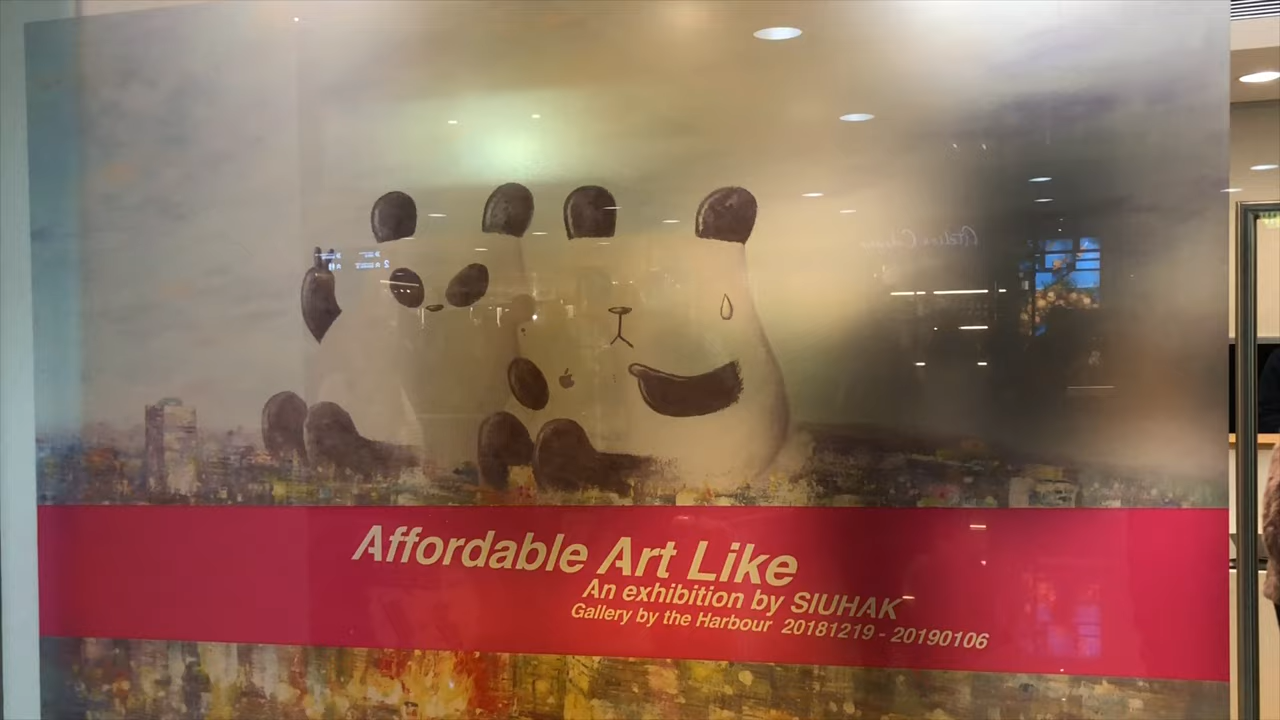 Affordable Art Like
An exhibition by SIUHAK
Gallery by the Harbour 20181219 - 20190106